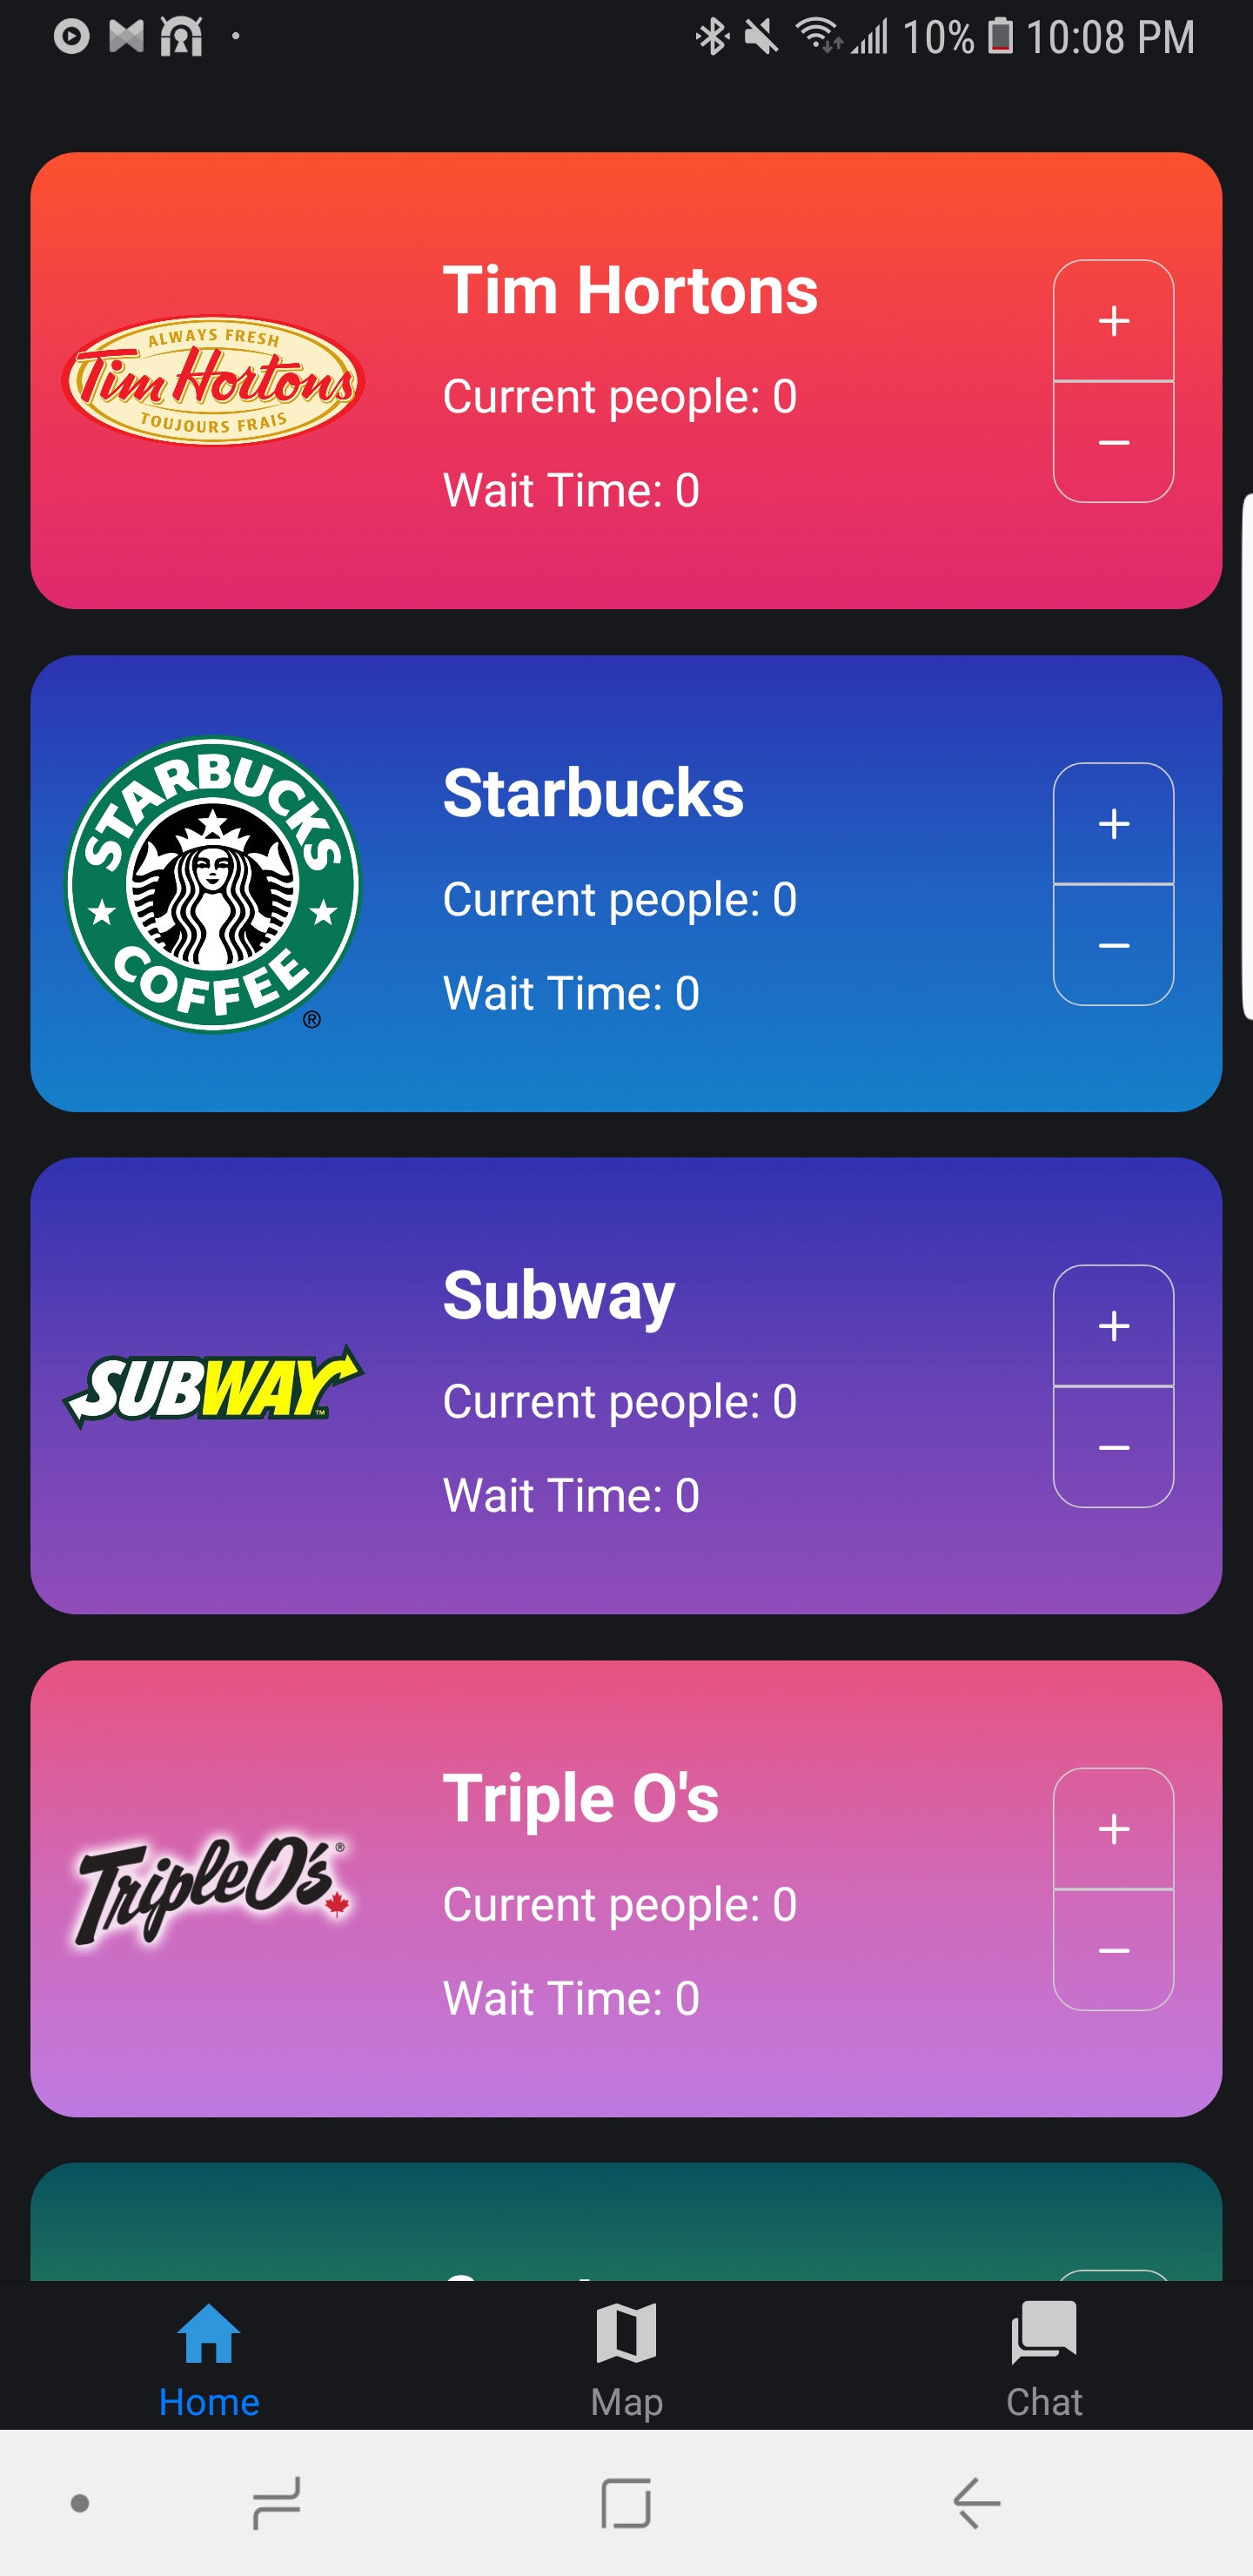 10% 10:08 PM
ALWAYS FRESH
Tim Hortons
TOUJOURS FRAIS
Tim Hortons
Current people: 0
Wait Time: 0
+
−
STARBUCKS
COFFEE
®
Starbucks
Current people: 0
Wait Time: 0
+
−
SUBWAY
™
Subway
Current people: 0
Wait Time: 0
+
−
TripleO's
®
Triple O's
Current people: 0
Wait Time: 0
+
−
Home
Map
Chat